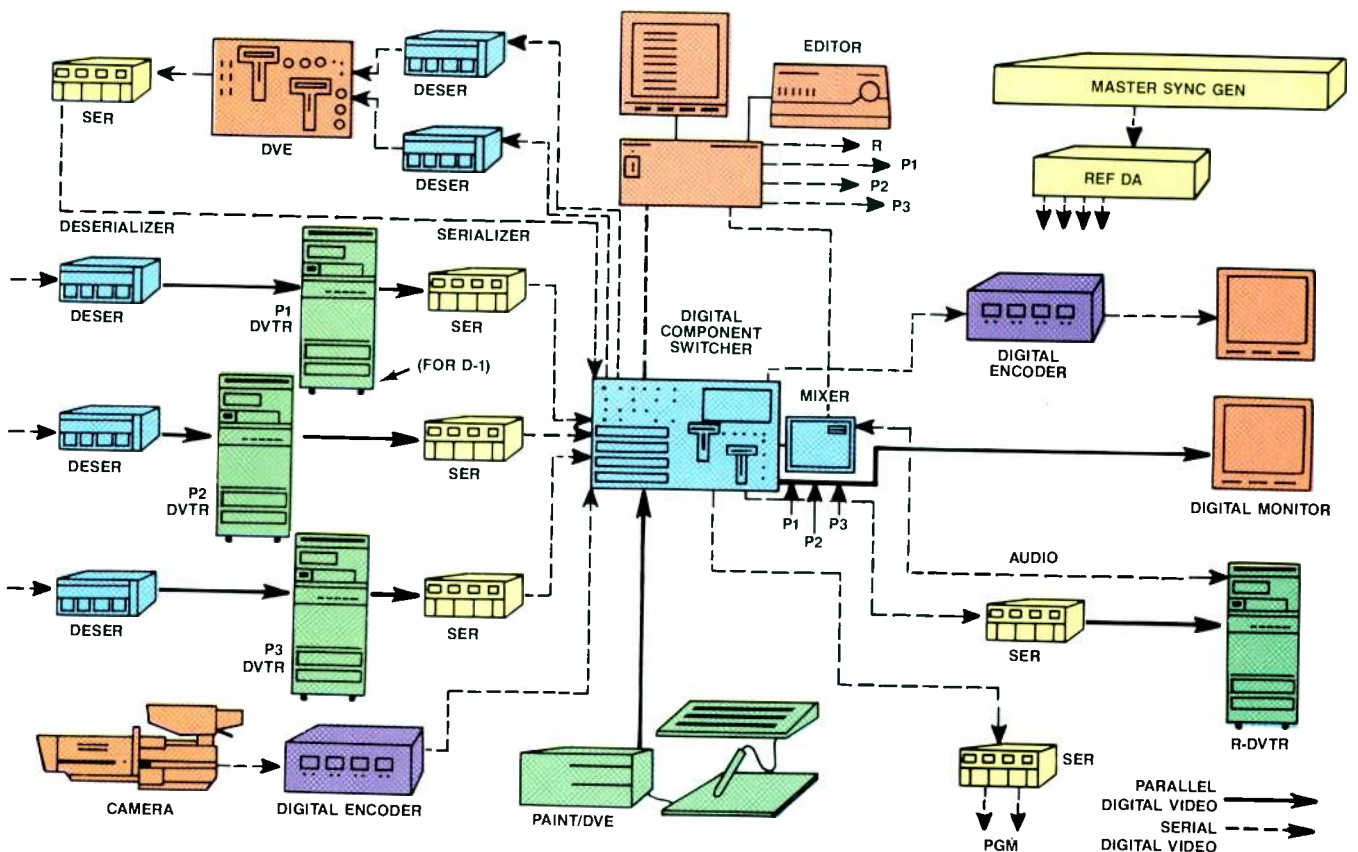 EDITOR
MASTER SYNC GEN
SER
DVE
DESER
DESER
R
P1
P2
P3
REF DA
DESERIALIZER
SERIALIZER
DESER
P1
DVTR
SER
(FOR D-1)
DIGITAL
COMPONENT
SWITCHER
DIGITAL
ENCODER
MIXER
DESER
P2
DVTR
SER
P1
P2
P3
DIGITAL MONITOR
DESER
P3
DVTR
SER
AUDIO
SER
R-DVTR
CAMERA
DIGITAL ENCODER
PAINT/DVE
SER
PGM
PARALLEL
DIGITAL VIDEO
SERIAL
DIGITAL VIDEO